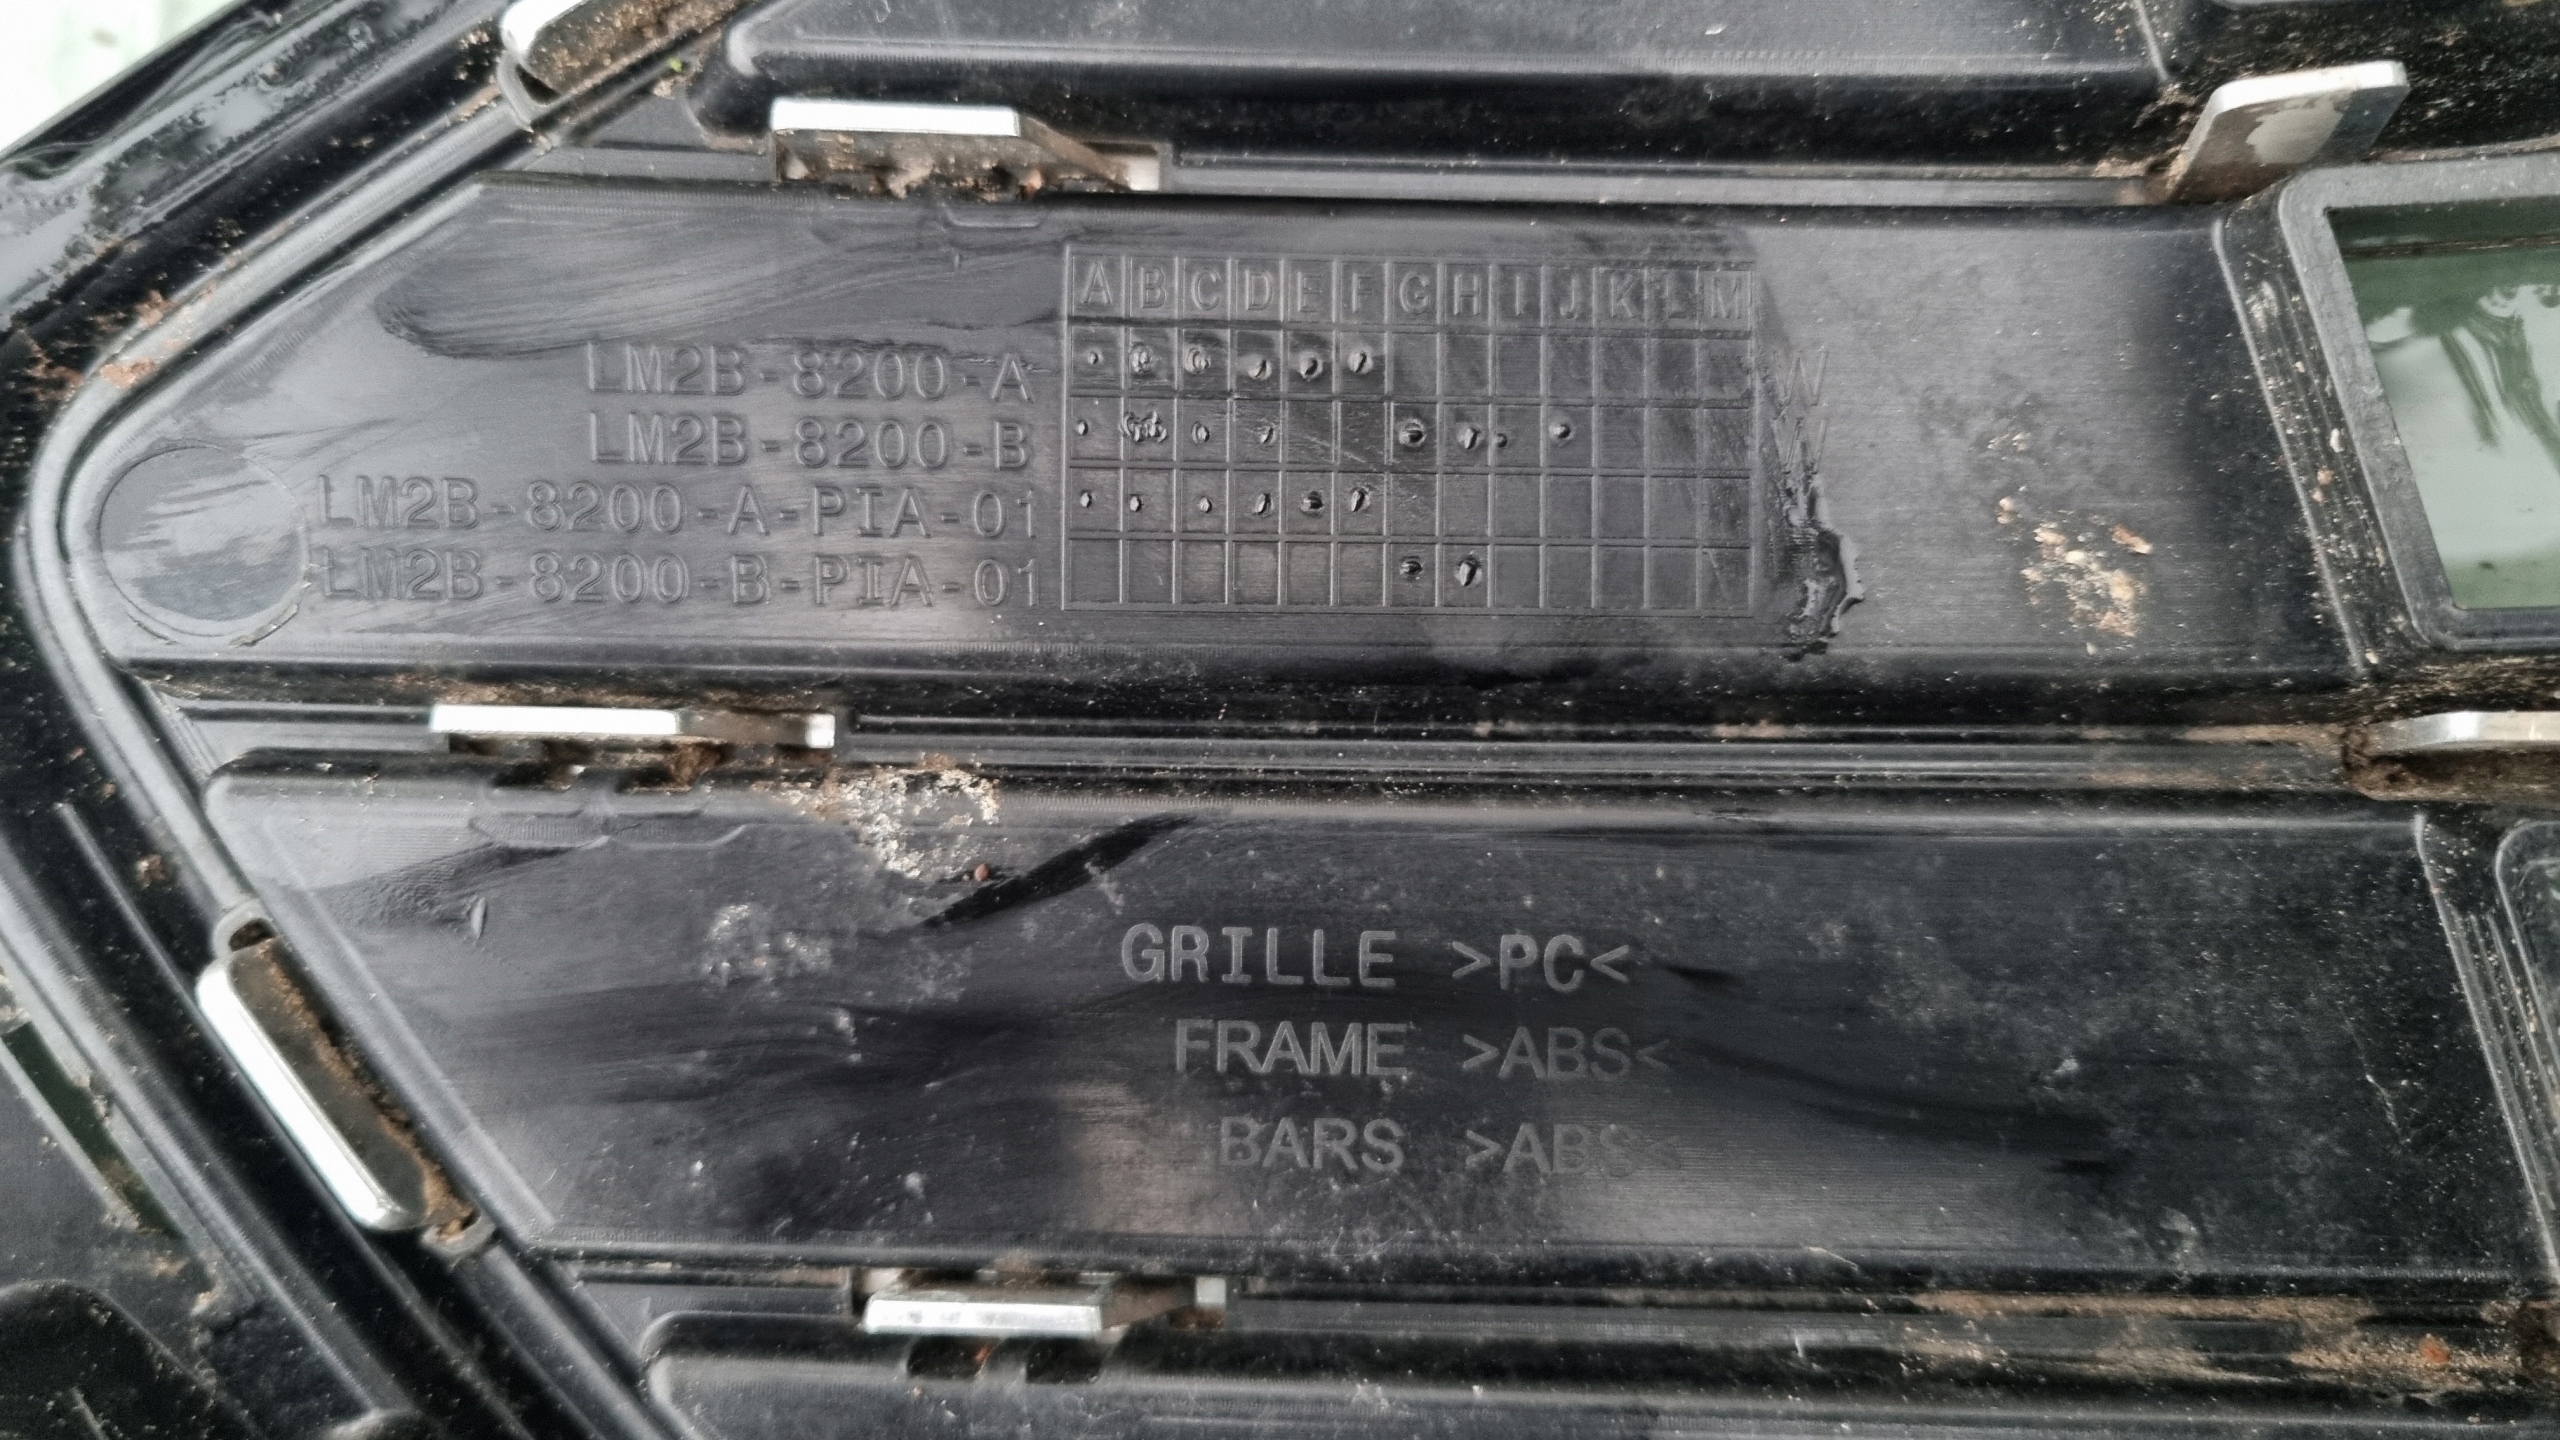 A B C D E F G H I J K L M
LM2B-8200-A W
LM2B-8200-B W
LM2B-8200-A-PIA-01
LM2B-8200-B-PIA-01
GRILLE >PC<
FRAME >ABS<
BARS >ABS<